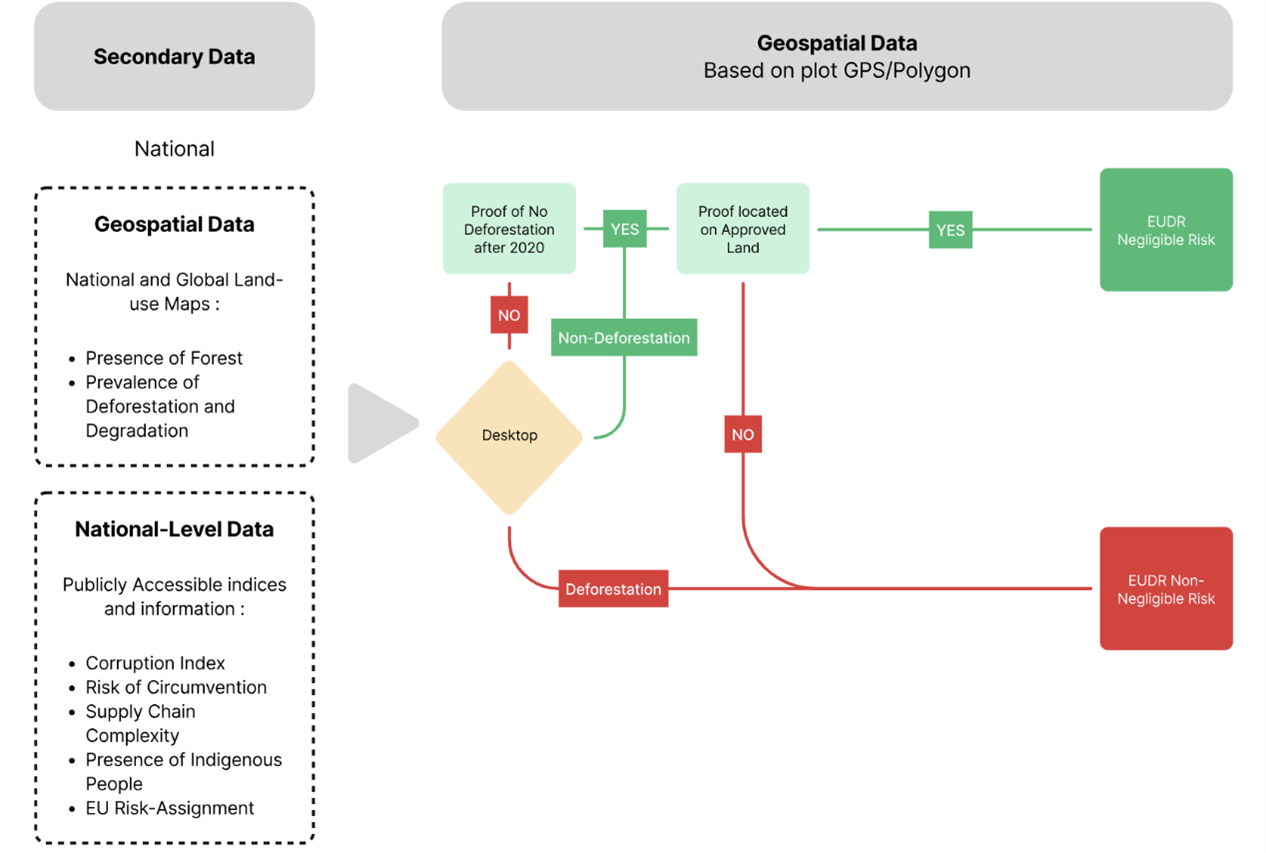 Secondary Data
National
Geospatial Data
National and Global Land-
use Maps :
• Presence of Forest
• Prevalence of
Deforestation and
Degradation
National-Level Data
Publicly Accessible indices
and information :
• Corruption Index
• Risk of Circumvention
• Supply Chain
Complexity
• Presence of Indigenous
People
• EU Risk-Assignment
Geospatial Data
Based on plot GPS/Polygon
Proof of No
Deforestation
after 2020
YES
Proof located
on Approved
Land
YES
EUDR
Negligible Risk
NO
Non-Deforestation
Desktop
NO
Deforestation
EUDR Non-
Negligible Risk